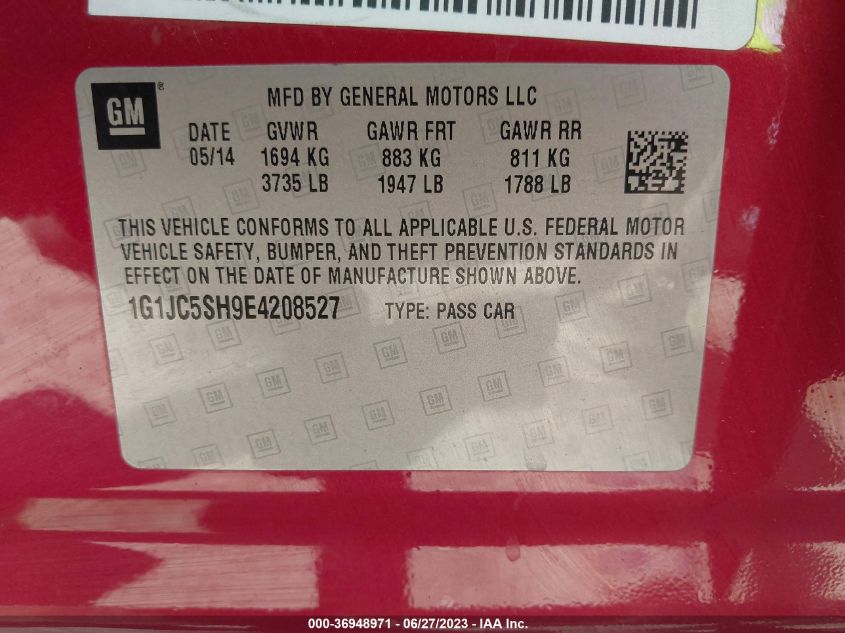 GM ®
MFD BY GENERAL MOTORS LLC
DATE GVWR GAWR FRT GAWR RR
05/14 1694 KG 883 KG 811 KG
3735 LB 1947 LB 1788 LB
THIS VEHICLE CONFORMS TO ALL APPLICABLE U.S. FEDERAL MOTOR
VEHICLE SAFETY, BUMPER, AND THEFT PREVENTION STANDARDS IN
EFFECT ON THE DATE OF MANUFACTURE SHOWN ABOVE.
1G1JC5SH9E4208527 TYPE: PASS CAR
000-36948971 - 06/27/2023 - IAA Inc.